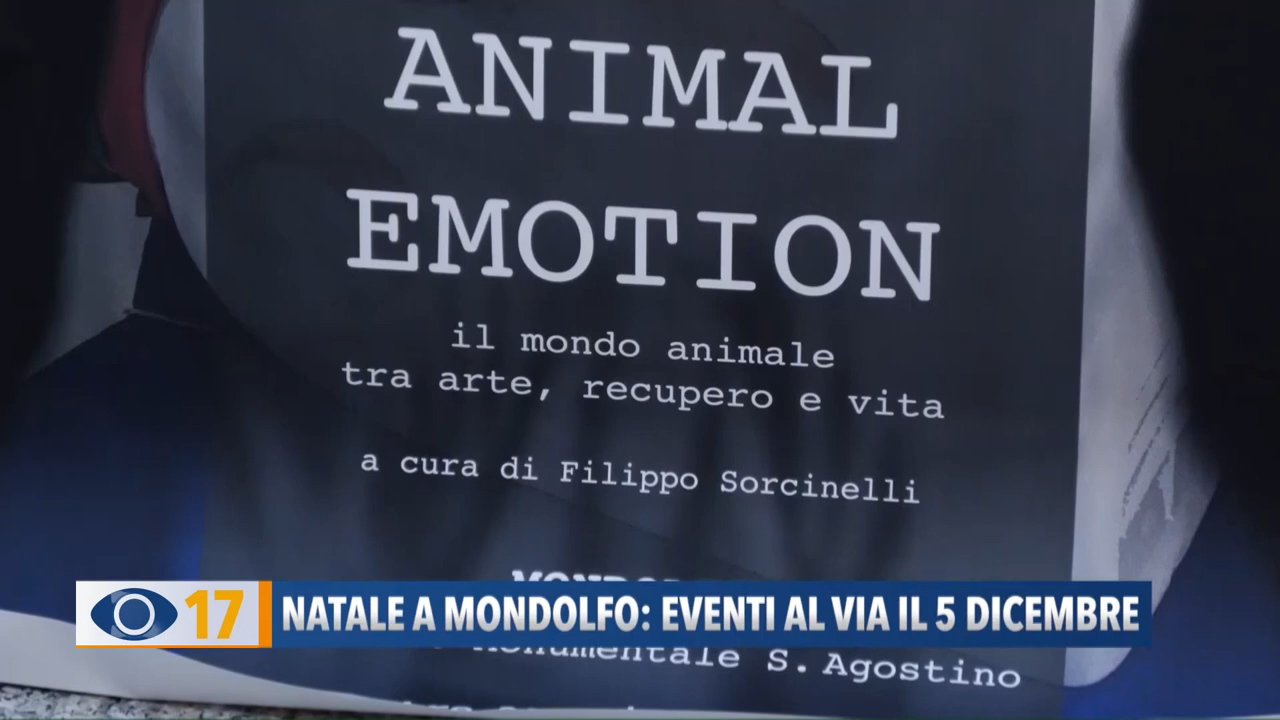 ANIMAL
EMOTION
il mondo animale
tra arte, recupero e vita
a cura di Filippo Sorcinelli
17 NATALE A MONDOLFO: EVENTI AL VIA IL 5 DICEMBRE
monumentale S. Agostino